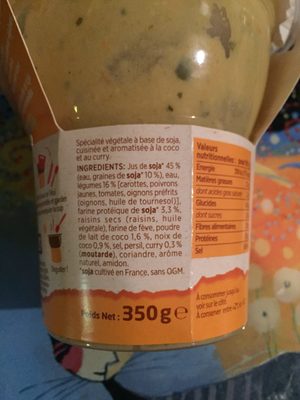 Spécialité végétale à base de soja,
cuisinée et aromatisée à la coco
et au curry.
INGREDIENTS: Jus de soja* 45 %
(eau, graines de soja* 10 %), eau,
légumes 16 % [carottes, poivrons
jaunes, tomates, oignons préfrits
(oignons, huile de tournesol)],
farine protéique de soja* 3,3 %,
raisins secs (raisins, huile
végétale), farine de fève, poudre
de lait de coco 1,6 %, noix de
coco 0,9 %, sel, persil, curry 0,3 %
(moutarde), coriandre, arôme
naturel, amidon.
*soja cultivé en France, sans OGM.
Poids Net : 350g e
Valeurs
nutritionnelles :
Energie
Matières grasses
dont acides gras
Glucides
dont sucres
Fibres alimentaires
Protéines
Sel
A consommer jusqu'au
voir sur le côté.
A conserver entre
Déguster !